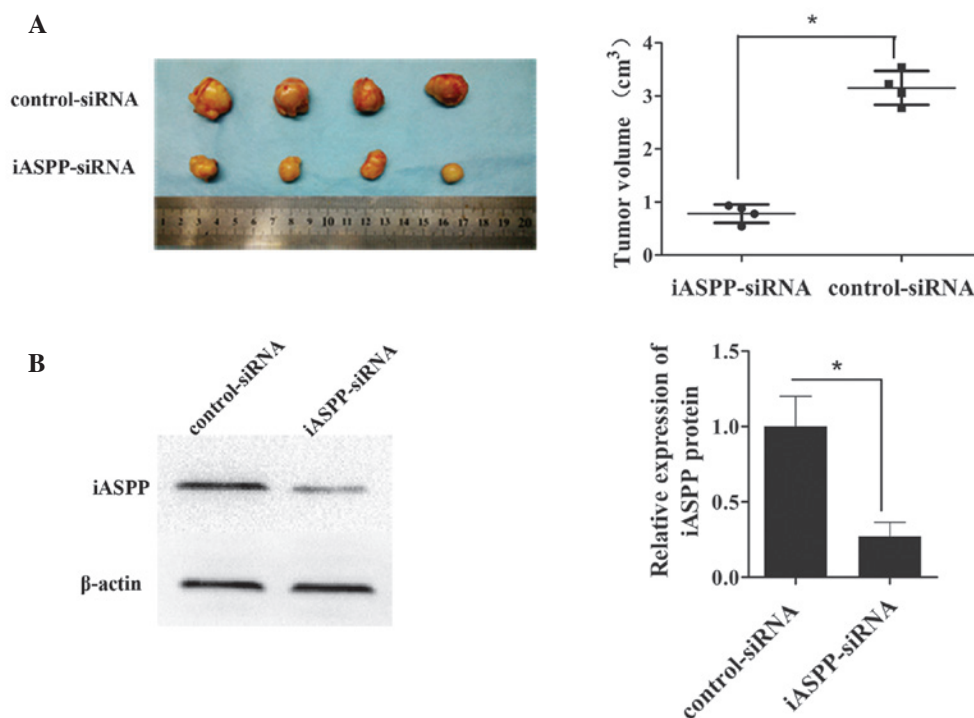 A
control-siRNA
iASPP-siRNA
1 2 3 4 5 6 7 8 9 10 11 12 13 14 15 16 17 18 19 20
*
Tumor volume (cm³)
4
3
2
1
0
iASPP-siRNA control-siRNA
B
control-siRNA
iASPP-siRNA
iASPP
β-actin
*
Relative expression of
iASPP protein
1.5
1.0
0.5
0.0
control-siRNA
iASPP-siRNA